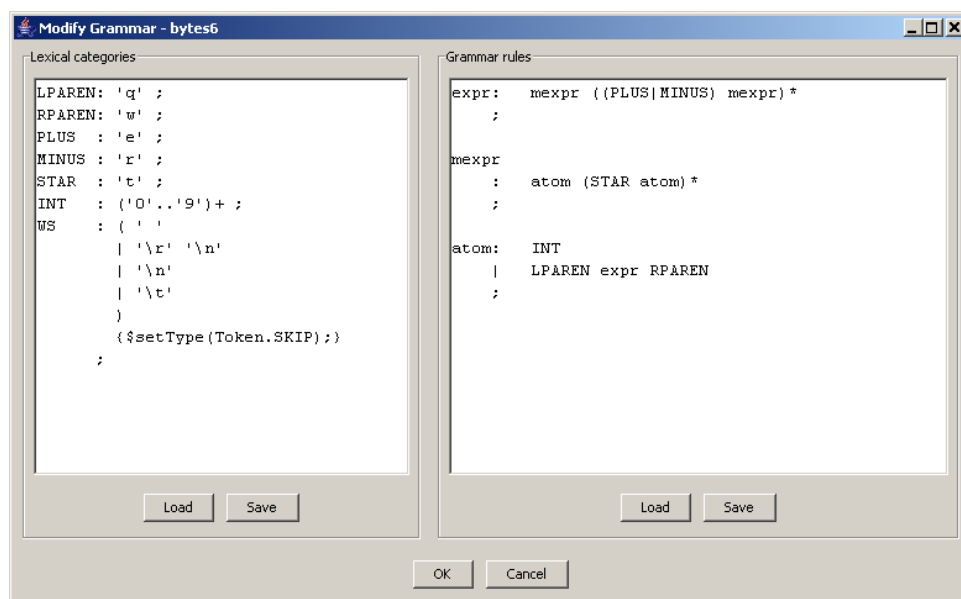 Modify Grammar - bytes6
Lexical categories
LPAREN: 'q' ;
RPAREN: 'w' ;
PLUS  : 'e' ;
MINUS : 'r' ;
STAR  : 't' ;
INT   : ('0'..'9')+ ;
WS    : ( ' '
        | '\r' '\n'
        | '\n'
        | '\t'
        )
        {$setType(Token.SKIP);}
      ;
Load
Save
Grammar rules
expr:   mexpr ((PLUS|MINUS) mexpr)*
    ;
mexpr
    :   atom (STAR atom)*
    ;
atom:   INT
    |   LPAREN expr RPAREN
    ;
Load
Save
OK
Cancel